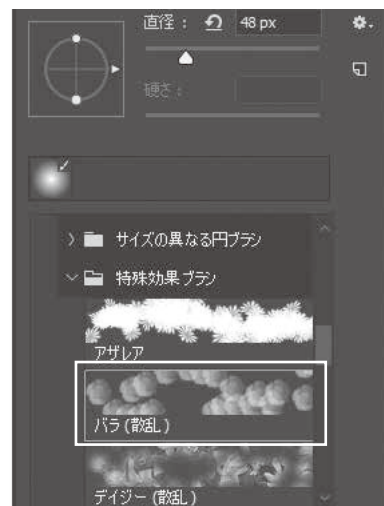 直径： 48 px
硬さ：
サイズの異なる円ブラシ
特殊効果ブラシ
アザレア
バラ (散乱)
デイジー (散乱)